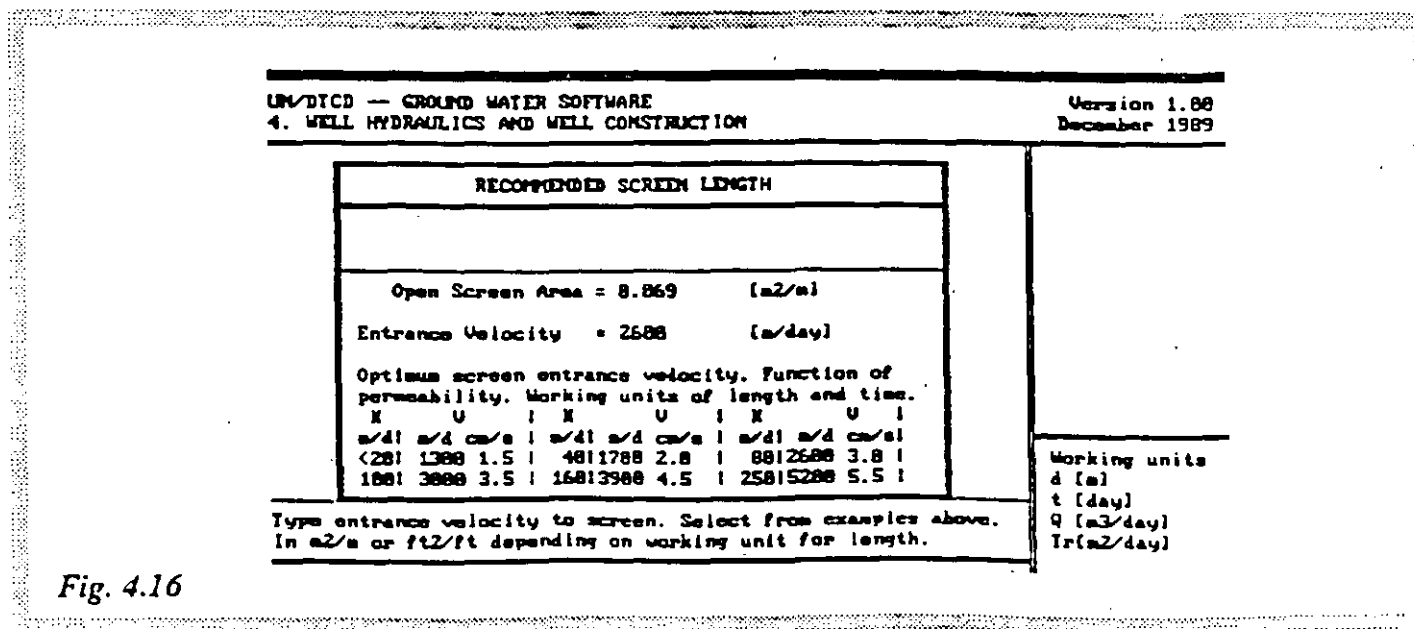 UN/DTCD — GROUND WATER SOFTWARE
4. WELL HYDRAULICS AND WELL CONSTRUCTION
Version 1.00
December 1989
RECOMMENDED SCREEN LENGTH
Open Screen Area = 0.069 [m2/m]
Entrance Velocity = 2600 [m/day]
Optimum screen entrance velocity. Function of
permeability. Working units of length and time.
K V | K V | K V |
m/d| m/d cm/s | m/d| m/d cm/s | m/d| m/d cm/s|
<20| 1300 1.5 | 40|1700 2.0 | 80|2600 3.0 |
100| 3000 3.5 | 160|3900 4.5 | 250|5200 5.5 |
Type entrance velocity to screen. Select from examples above.
In m2/m or ft2/ft depending on working unit for length.
Working units
d [m]
t [day]
Q [m3/day]
Tr[m2/day]
Fig. 4.16